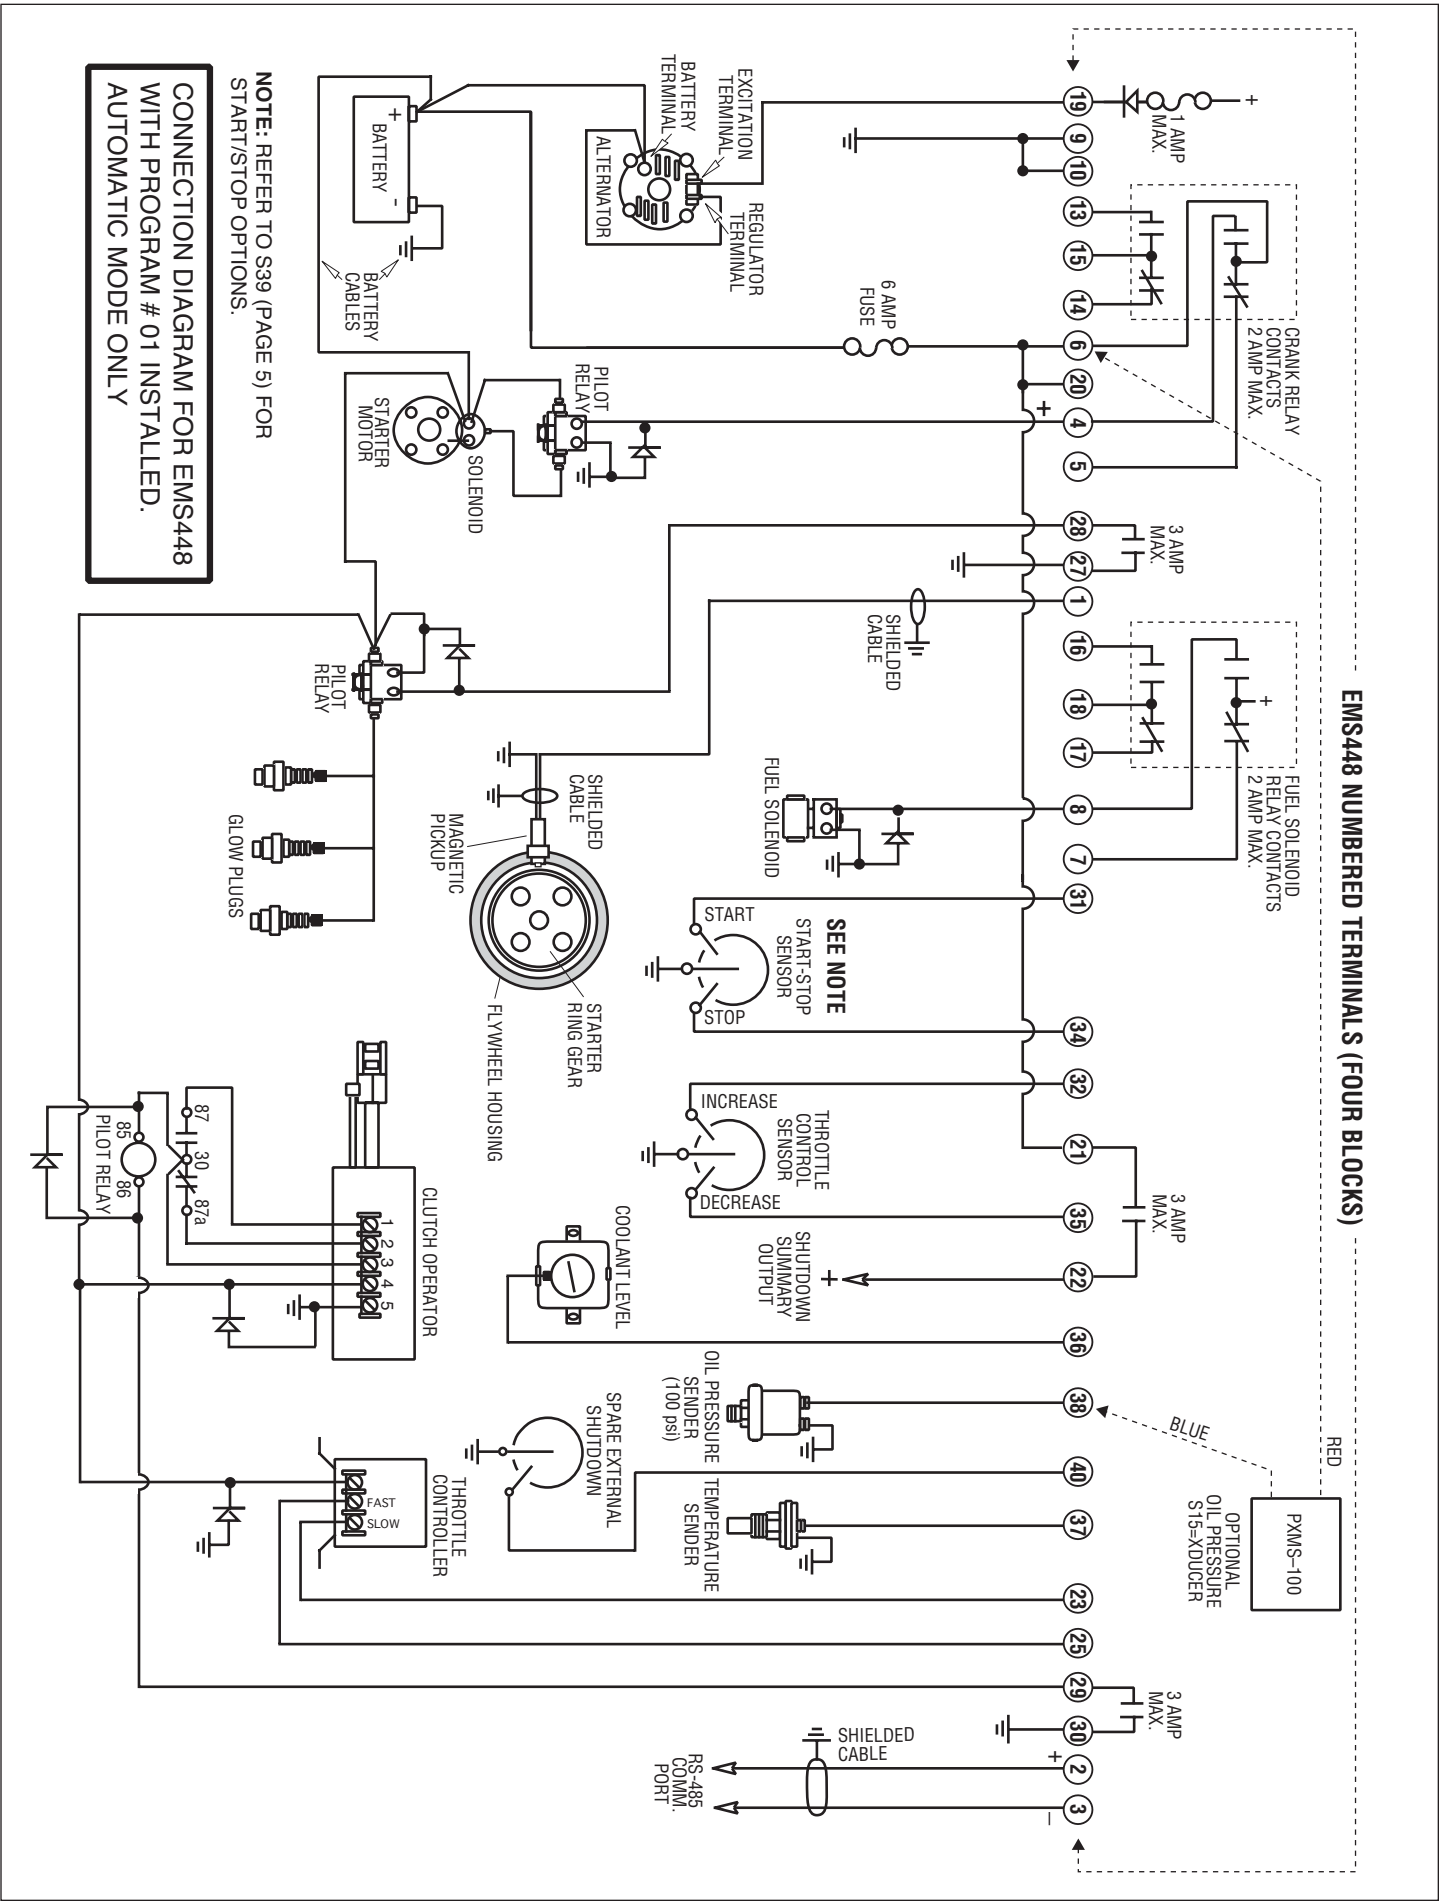 EMS448 NUMBERED TERMINALS (FOUR BLOCKS)
RED
BLUE
PXMS–100
OPTIONAL
OIL PRESSURE
S15=XDUCER
+
1 AMP
MAX.
CRANK RELAY
CONTACTS
2 AMP MAX.
3 AMP
MAX.
+
FUEL SOLENOID
RELAY CONTACTS
2 AMP MAX.
3 AMP
MAX.
3 AMP
MAX.
19
9
10
13
15
14
6
20
4
5
28
27
1
16
18
17
8
7
31
34
32
21
35
22
36
38
40
37
23
25
29
30
2
3
+
+
–
6 AMP
FUSE
SHIELDED
CABLE
SEE NOTE
START-STOP
SENSOR
START
STOP
THROTTLE
CONTROL
SENSOR
INCREASE
DECREASE
SHUTDOWN
SUMMARY
OUTPUT
+
SHIELDED
CABLE
RS-485
COMM.
PORT
EXCITATION
TERMINAL
BATTERY
TERMINAL
REGULATOR
TERMINAL
ALTERNATOR
FUEL SOLENOID
OIL PRESSURE
SENDER
(100 psi)
TEMPERATURE
SENDER
PILOT
RELAY
SOLENOID
STARTER
MOTOR
+
BATTERY
-
BATTERY
CABLES
SHIELDED
CABLE
MAGNETIC
PICKUP
STARTER
RING GEAR
FLYWHEEL HOUSING
COOLANT LEVEL
SPARE EXTERNAL
SHUTDOWN
PILOT
RELAY
GLOW PLUGS
CLUTCH OPERATOR
1
2
3
4
5
THROTTLE
CONTROLLER
FAST
SLOW
87
30
87a
85
86
PILOT RELAY
NOTE: REFER TO S39 (PAGE 5) FOR
START/STOP OPTIONS.
CONNECTION DIAGRAM FOR EMS448
WITH PROGRAM # 01 INSTALLED.
AUTOMATIC MODE ONLY